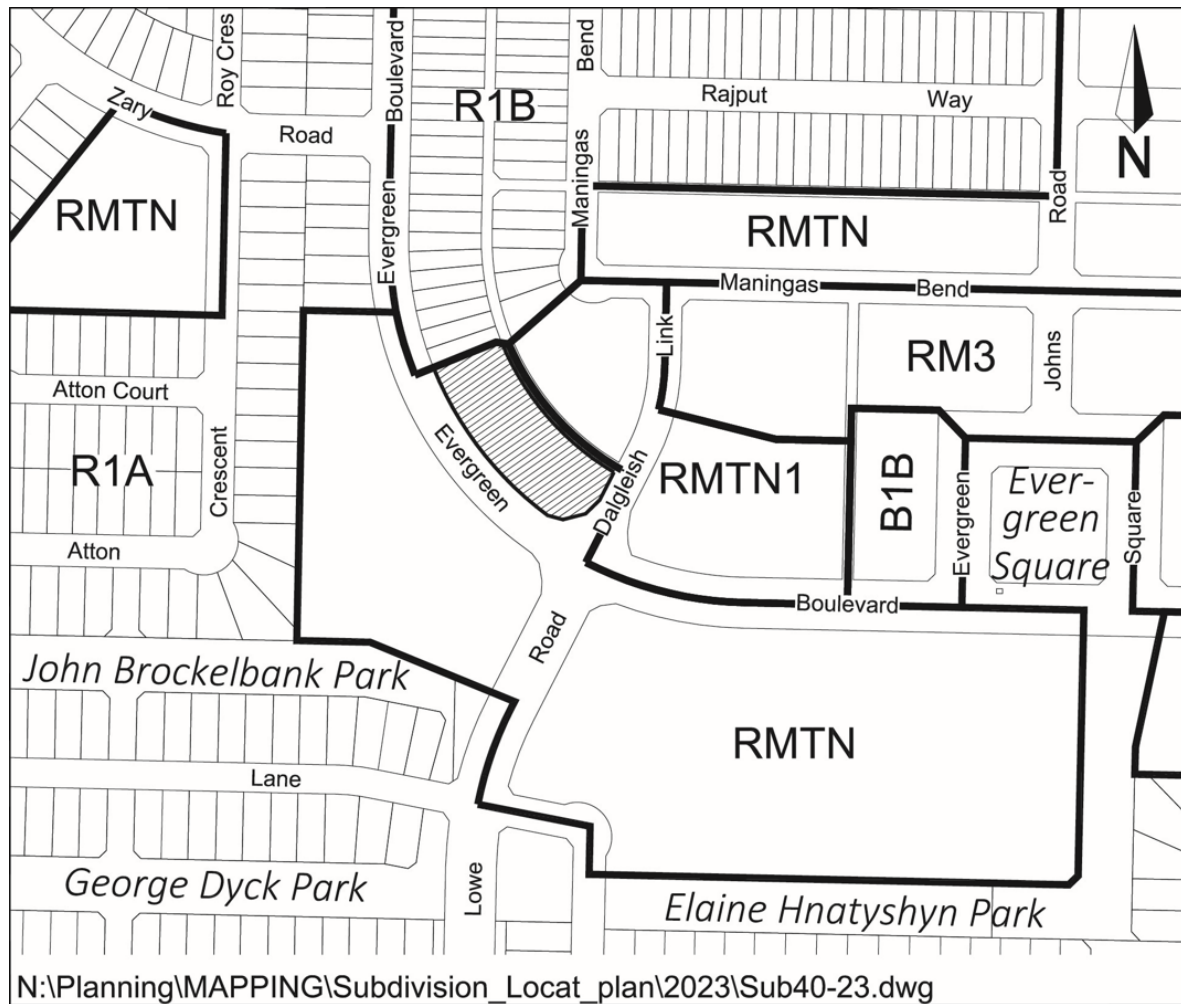 Roy Cres
Boulevard
Bend
R1B
Rajput Way
Zary
Road
Maningas
N
RMTN
Evergreen
RMTN
Road
Maningas Bend
Link
RM3
Johns
Atton Court
Evergreen
R1A
Crescent
Dalgleish
RMTN1
B1B
Evergreen
Ever-
green
Square
Square
Atton
Boulevard
Road
John Brockelbank Park
RMTN
Lane
George Dyck Park
Lowe
Elaine Hnatyshyn Park
N:\Planning\MAPPING\Subdivision_Locat_plan\2023\Sub40-23.dwg